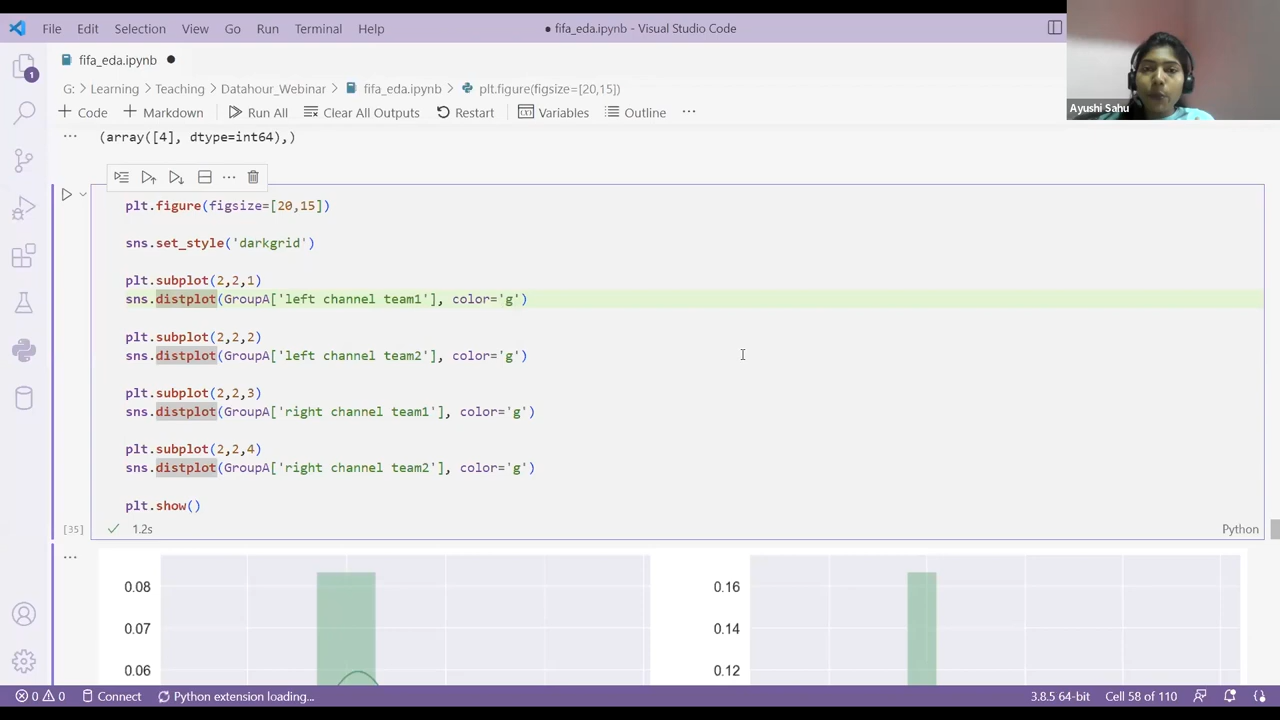 File Edit Selection View Go Run Terminal Help
● fifa_eda.ipynb - Visual Studio Code
fifa_eda.ipynb ●
G: > Learning > Teaching > Datahour_Webinar > fifa_eda.ipynb > plt.figure(figsize=[20,15])
+ Code + Markdown Run All Clear All Outputs Restart Variables Outline ...
Ayushi Sahu
1
... (array([4], dtype=int64),)
plt.figure(figsize=[20,15])
sns.set_style('darkgrid')
plt.subplot(2,2,1)
sns.distplot(GroupA['left channel team1'], color='g')
plt.subplot(2,2,2)
sns.distplot(GroupA['left channel team2'], color='g')
plt.subplot(2,2,3)
sns.distplot(GroupA['right channel team1'], color='g')
plt.subplot(2,2,4)
sns.distplot(GroupA['right channel team2'], color='g')
plt.show()
[35] ✓ 1.2s Python
...
0.08 0.16
0.07 0.14
0.06 0.12
0 0 Connect Python extension loading... 3.8.5 64-bit Cell 58 of 110